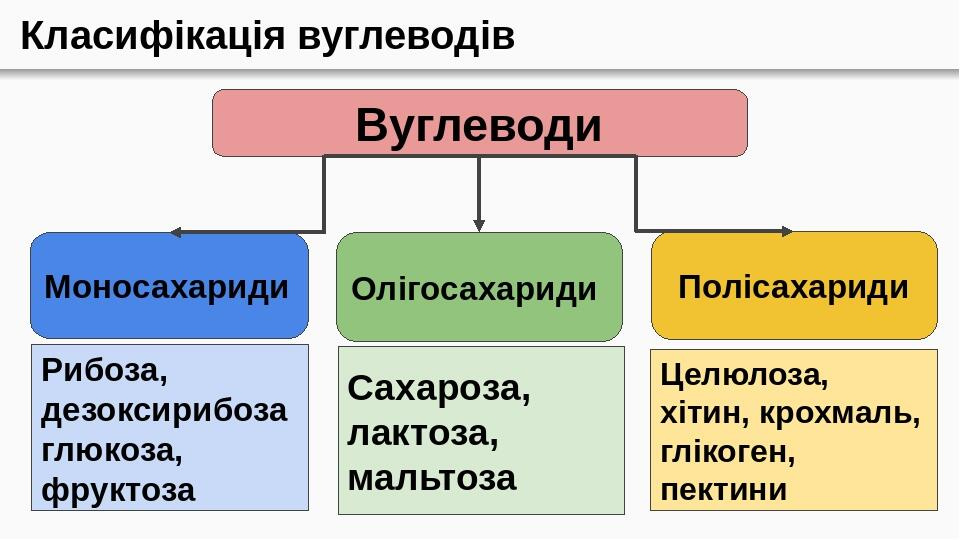 Класифікація вуглеводів
Вуглеводи
Моносахариди
Олігосахариди
Полісахариди
Рибоза,
дезоксирибоза
глюкоза,
фруктоза
Сахароза,
лактоза,
мальтоза
Целюлоза,
хітин, крохмаль,
глікоген,
пектини